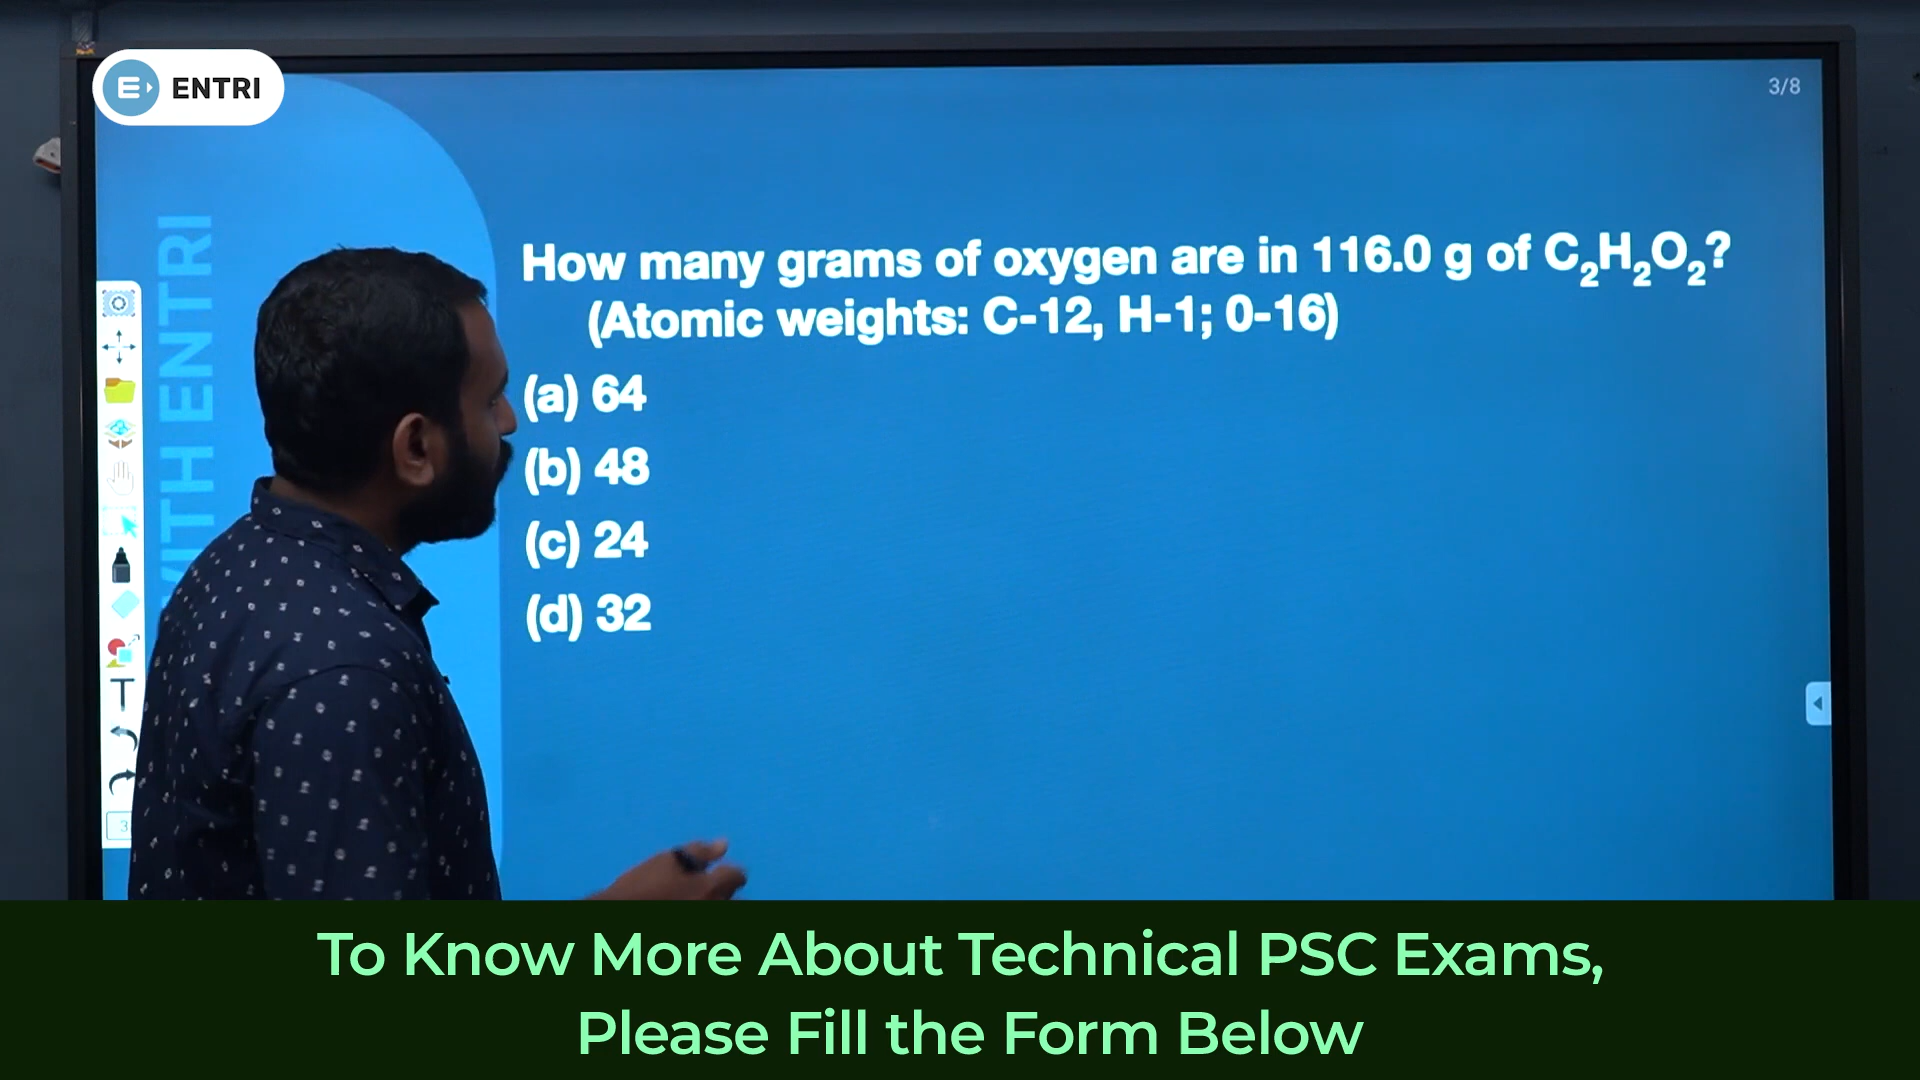 ENTRI
3/8
WITH ENTRI
How many grams of oxygen are in 116.0 g of C₂H₂O₂?
(Atomic weights: C-12, H-1; 0-16)
(a) 64
(b) 48
(c) 24
(d) 32
T
3
To Know More About Technical PSC Exams,
Please Fill the Form Below